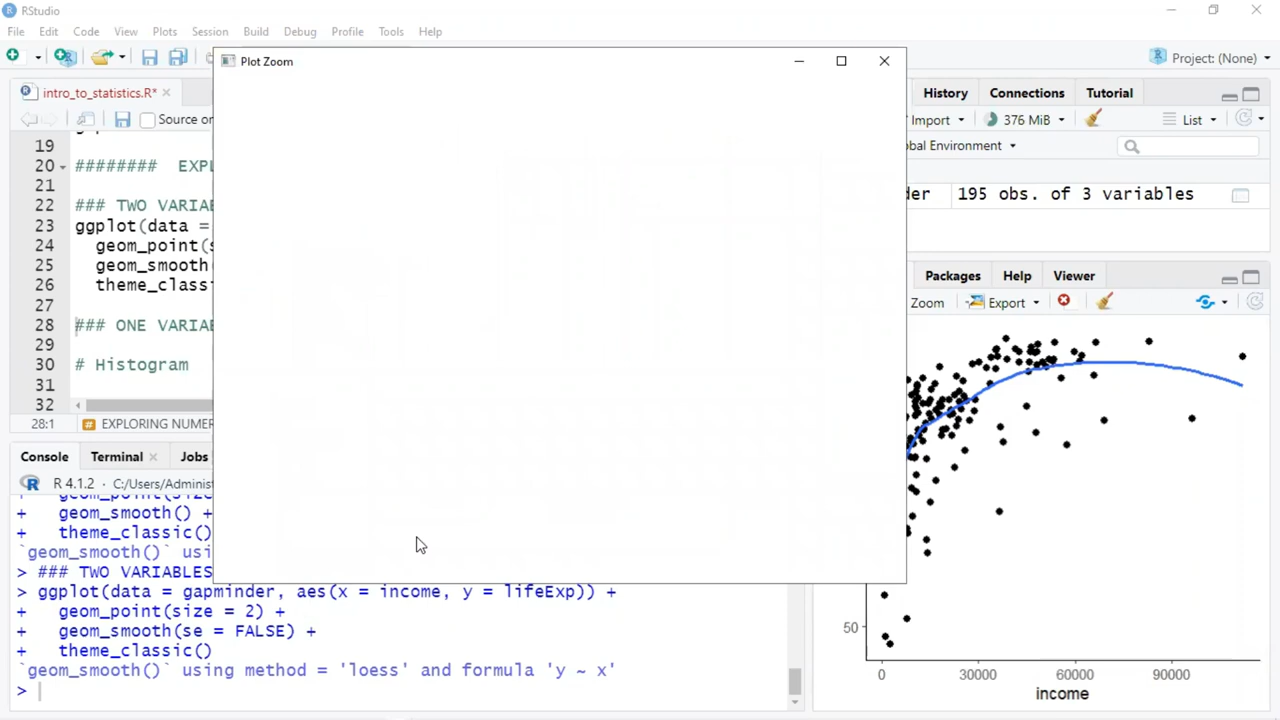 RStudio
File Edit Code View Plots Session Build Debug Profile Tools Help
Project: (None)
Plot Zoom
intro_to_statistics.R*
Source or
History Connections Tutorial
Import 376 MiB List
obal Environment
der 195 obs. of 3 variables
19
20 ######## EXPL
21
22 ### TWO VARIAB
23 ggplot(data =
24 geom_point(s
25 geom_smooth(
26 theme_classi
27
28 ### ONE VARIAB
29
30 # Histogram
31
32
28:1 # EXPLORING NUMER
Packages Help Viewer
Zoom Export
50
0 30000 60000 90000
income
Console Terminal Jobs
R 4.1.2 · C:/Users/Administ
+ geom_point(size
+ geom_smooth() +
+ theme_classic()
`geom_smooth()` usi
> ### TWO VARIABLES
> ggplot(data = gapminder, aes(x = income, y = lifeExp)) +
+ geom_point(size = 2) +
+ geom_smooth(se = FALSE) +
+ theme_classic()
`geom_smooth()` using method = 'loess' and formula 'y ~ x'
>